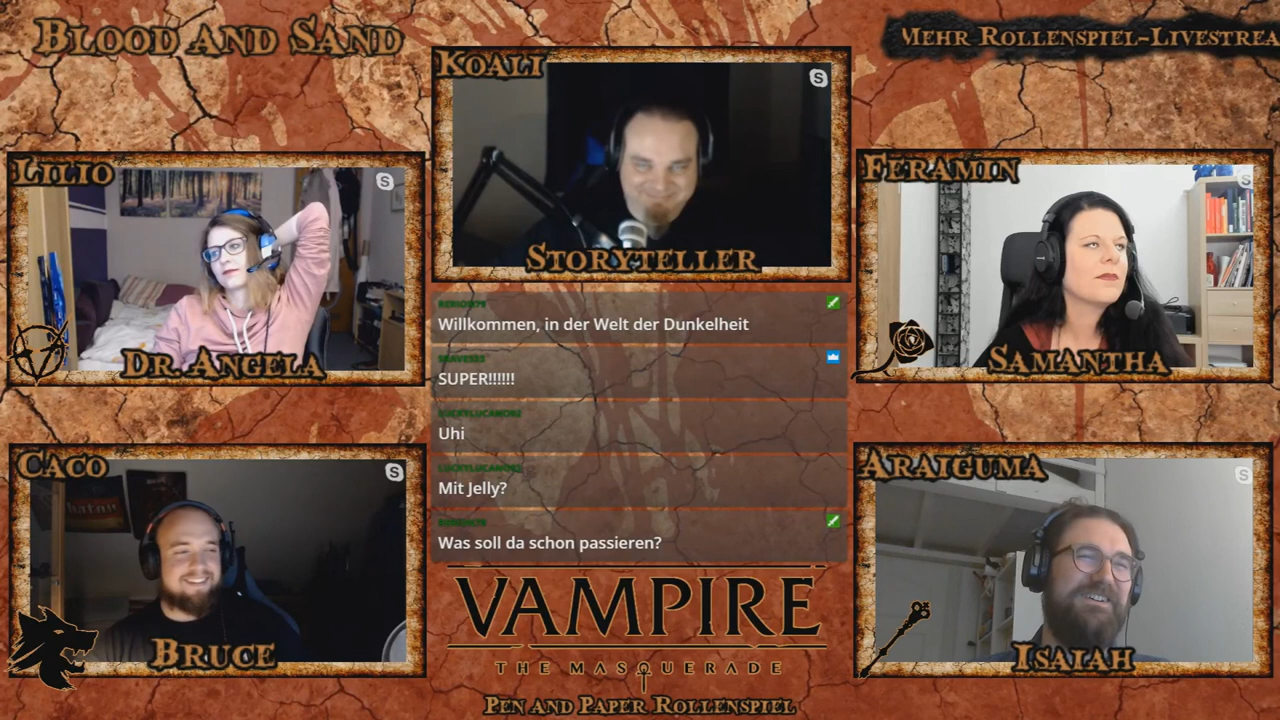 BLOOD AND SAND
MEHR ROLLENSPIEL-LIVESTREA
KOALI
STORYTELLER
LILIO
DR. ANGELA
FERAMIN
SAMANTHA
Willkommen, in der Welt der Dunkelheit
SUPER!!!!!!
Uhi
Mit Jelly?
Was soll da schon passieren?
CACO
BRUCE
ARAIGUMA
ISAIAH
VAMPIRE
THE MASQUERADE
PEN AND PAPER ROLLENSPIEL